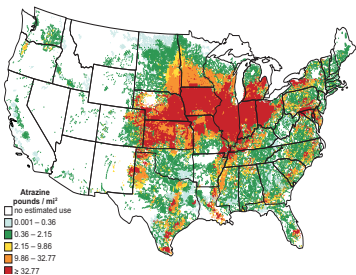 Atrazine
pounds / mi²
no estimated use
0.001 – 0.36
0.36 – 2.15
2.15 – 9.86
9.86 – 32.77
≥ 32.77